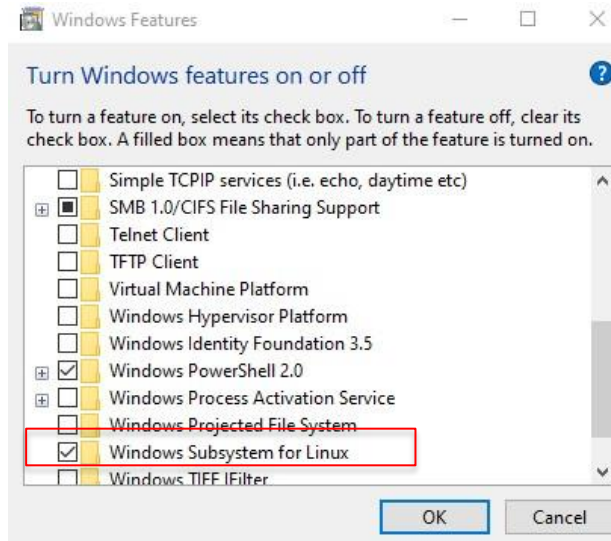 Windows Features
Turn Windows features on or off
?
To turn a feature on, select its check box. To turn a feature off, clear its
check box. A filled box means that only part of the feature is turned on.
Simple TCPIP services (i.e. echo, daytime etc)
SMB 1.0/CIFS File Sharing Support
Telnet Client
TFTP Client
Virtual Machine Platform
Windows Hypervisor Platform
Windows Identity Foundation 3.5
Windows PowerShell 2.0
Windows Process Activation Service
Windows Projected File System
Windows Subsystem for Linux
Windows TIFF IFilter
OK Cancel